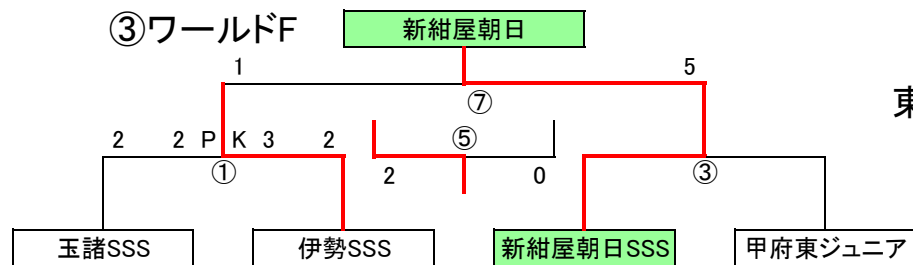 ③ワールドF
新紺屋朝日
1 5
⑦
東
2 2 P K 3 2 ⑤
① 2 0 ③
玉諸SSS 伊勢SSS 新紺屋朝日SSS 甲府東ジュニア